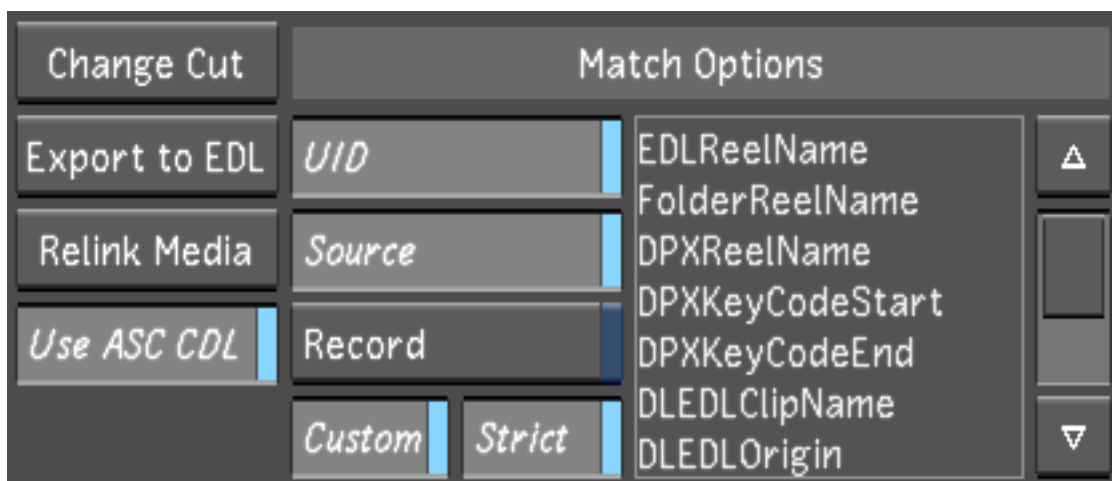 Change Cut
Match Options
Export to EDL
UID
Relink Media
Source
Use ASC CDL
Record
Custom
Strict
EDLReelName
FolderReelName
DPXReelName
DPXKeyCodeStart
DPXKeyCodeEnd
DLEDLClipName
DLEDLOrigin